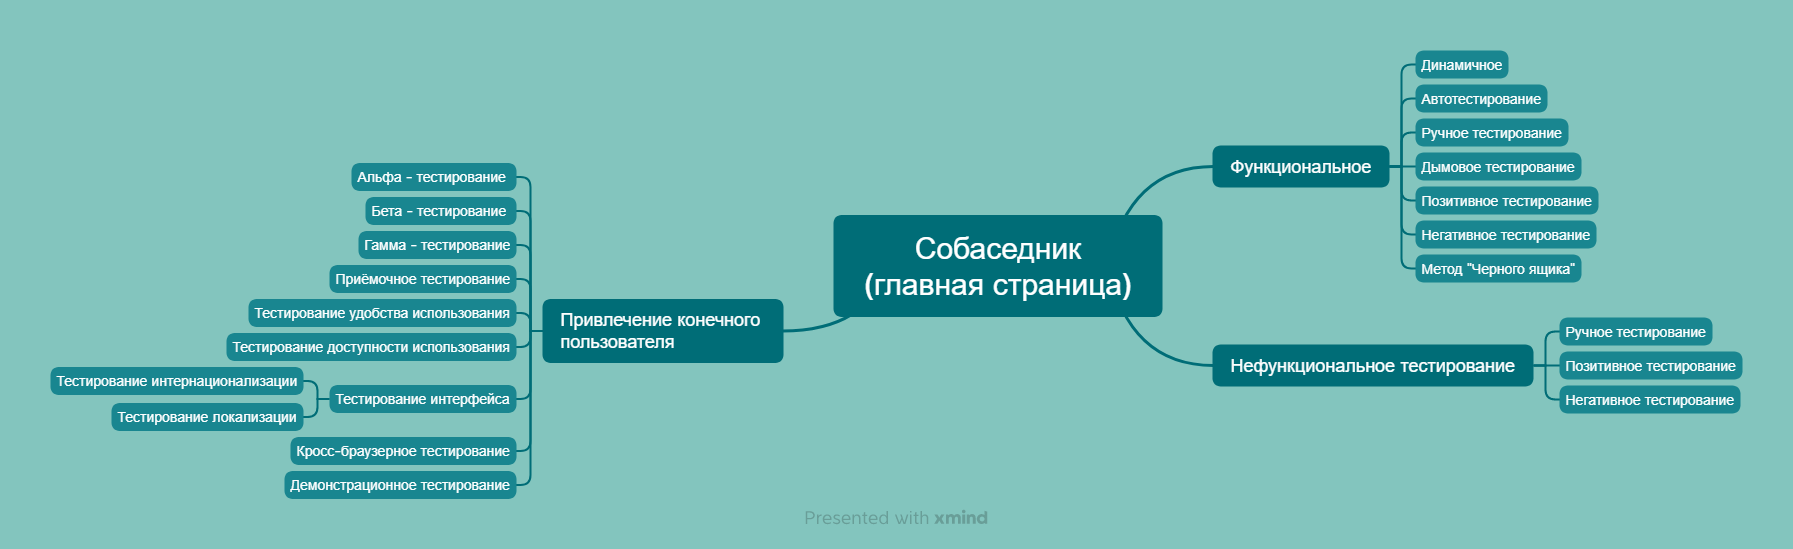 Собаседник
(главная страница)
Функциональное
Динамичное
Автотестирование
Ручное тестирование
Дымовое тестирование
Позитивное тестирование
Негативное тестирование
Метод "Черного ящика"
Нефункциональное тестирование
Ручное тестирование
Позитивное тестирование
Негативное тестирование
Привлечение конечного
пользователя
Альфа - тестирование
Бета - тестирование
Гамма - тестирование
Приёмочное тестирование
Тестирование удобства использования
Тестирование доступности использования
Тестирование интерфейса
Тестирование интернационализации
Тестирование локализации
Кросс-браузерное тестирование
Демонстрационное тестирование
Presented with xmind